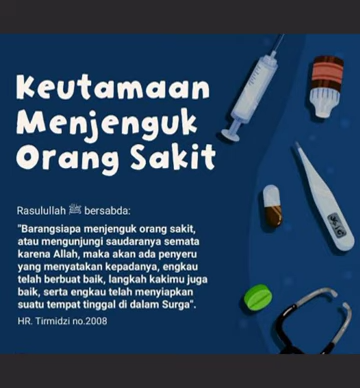 Keutamaan
Menjenguk
Orang Sakit
Rasulullah ﷺ bersabda:
"Barangsiapa menjenguk orang sakit,
atau mengunjungi saudaranya semata
karena Allah, maka akan ada penyeru
yang menyatakan kepadanya, engkau
telah berbuat baik, langkah kakimu juga
baik, serta engkau telah menyiapkan
suatu tempat tinggal di dalam Surga".
HR. Tirmidzi no.2008